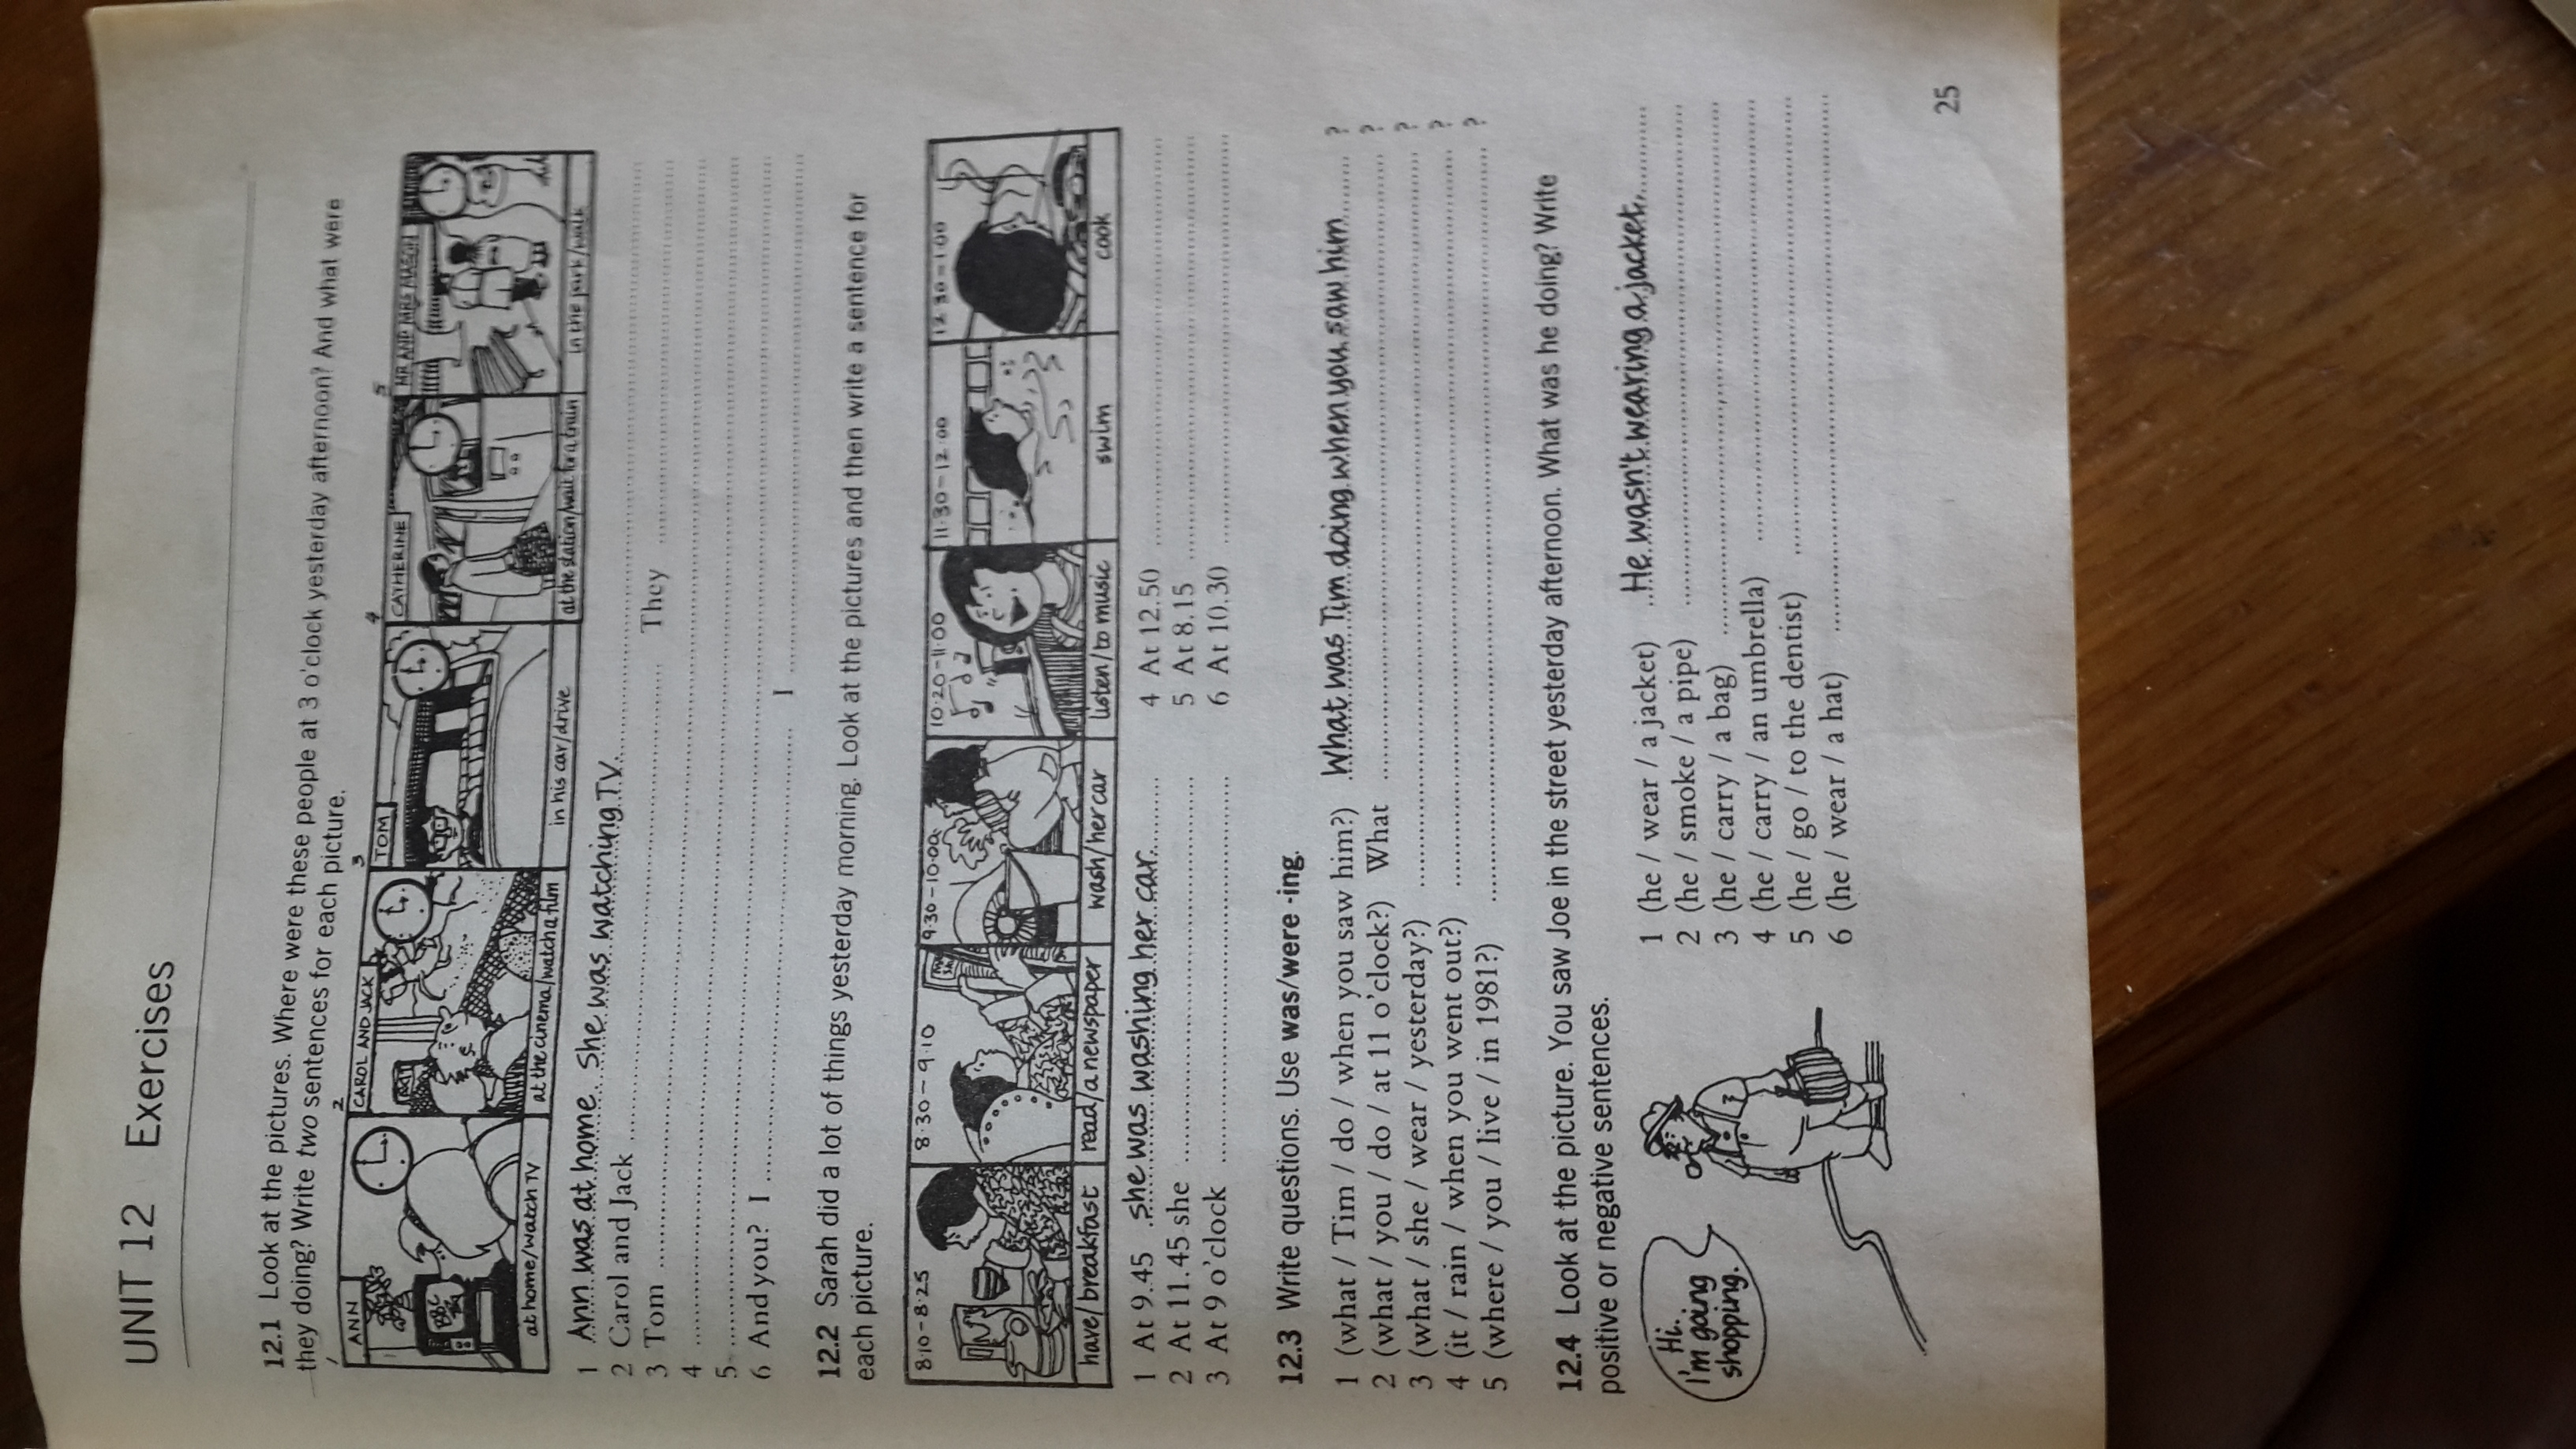 UNIT 12 Exercises
12.1 Look at the pictures. Where were these people at 3 o'clock yesterday afternoon? And what were
they doing? Write two sentences for each picture.
1 2 3 4 5
ANN CAROL AND JACK TOM CATHERINE MR AND MRS MASON
BBC
EXIT
at home/watch TV at the cinema/watch a film in his car/drive at the station/wait for a train in the park/walk
1 Ann was at home. She was watching TV.
2 Carol and Jack They
3 Tom
4
5
6 And you? I I
12.2 Sarah did a lot of things yesterday morning. Look at the pictures and then write a sentence for
each picture.
8·10–8·25 8·30–9·10 9·30–10·00 10·20–11·00 11·30–12·00 12·30–1·00
have/breakfast read/a newspaper wash/her car listen/to music swim cook
1 At 9.45 she was washing her car. 4 At 12.50
2 At 11.45 she 5 At 8.15
3 At 9 o'clock 6 At 10.30
12.3 Write questions. Use was/were -ing.
1 (what / Tim / do / when you saw him?) What was Tim doing when you saw him ?
2 (what / you / do / at 11 o'clock?) What ?
3 (what / she / wear / yesterday?) ?
4 (it / rain / when you went out?) ?
5 (where / you / live / in 1981?) ?
12.4 Look at the picture. You saw Joe in the street yesterday afternoon. What was he doing? Write
positive or negative sentences.
Hi.
I'm going
shopping.
1 (he / wear / a jacket) He wasn't wearing a jacket.
2 (he / smoke / a pipe)
3 (he / carry / a bag)
4 (he / carry / an umbrella)
5 (he / go / to the dentist)
6 (he / wear / a hat)
25